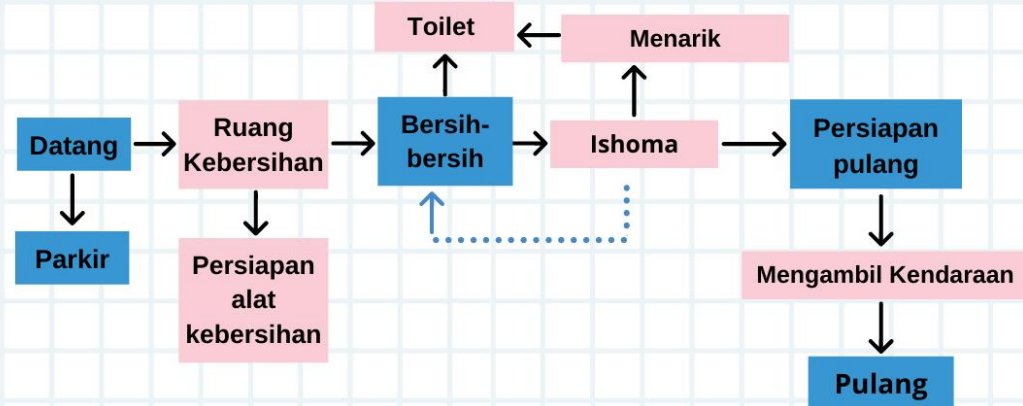 Toilet
Menarik
Datang
Ruang
Kebersihan
Bersih-
bersih
Ishoma
Persiapan
pulang
Parkir
Persiapan
alat
kebersihan
Mengambil Kendaraan
Pulang